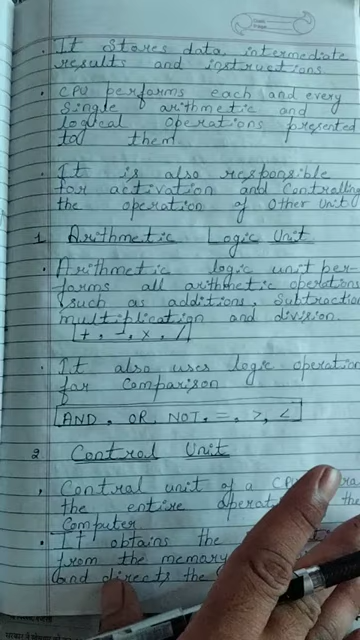 . It stores data, intermediate
results and instructions.
. CPU performs each and every
single arithmetic and
logical operations presented
to them.
. It is also responsible
for activation and controlling
the operation of other unity
1 Arithmetic Logic Unit
. Arithmetic logic unit per-
forms all arithmetic operations
such as additions, subtraction
multiplication and division.
[+, -, x, /]
. It also uses logic operation
for comparison
AND, OR, NOT, =, >, <
2 Control Unit
. Control unit of a CPU
the entire operat
Computer
. It obtains the
from the memory
and directs the